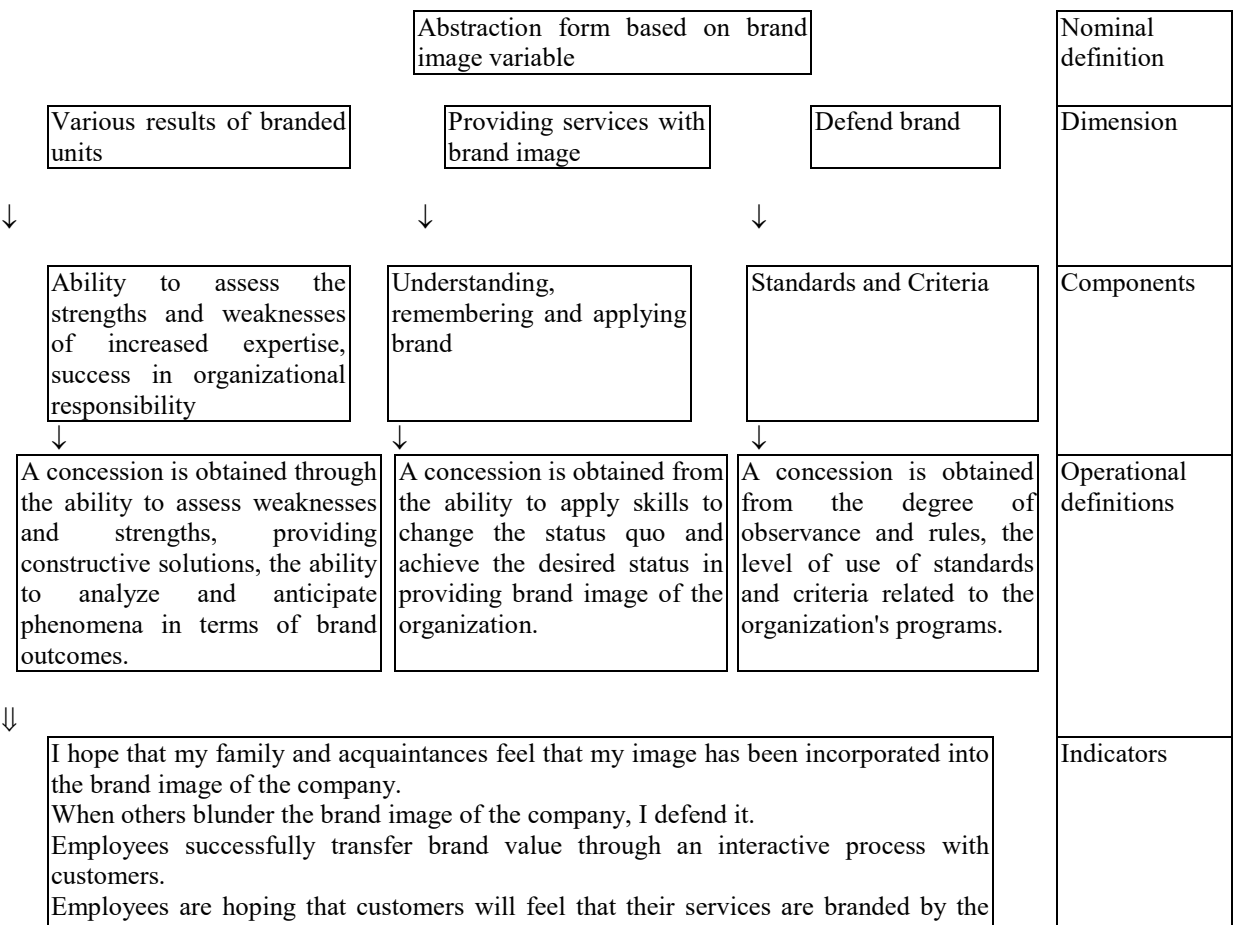 Abstraction form based on brand
image variable
Nominal
definition
Various results of branded
units
Providing services with
brand image
Defend brand
Dimension
↓ ↓ ↓
Ability to assess the
strengths and weaknesses
of increased expertise,
success in organizational
responsibility
Understanding,
remembering and applying
brand
Standards and Criteria
Components
↓ ↓ ↓
A concession is obtained through
the ability to assess weaknesses
and strengths, providing
constructive solutions, the ability
to analyze and anticipate
phenomena in terms of brand
outcomes.
A concession is obtained from
the ability to apply skills to
change the status quo and
achieve the desired status in
providing brand image of the
organization.
A concession is obtained
from the degree of
observance and rules, the
level of use of standards
and criteria related to the
organization's programs.
Operational
definitions
⇓
I hope that my family and acquaintances feel that my image has been incorporated into
the brand image of the company.
When others blunder the brand image of the company, I defend it.
Employees successfully transfer brand value through an interactive process with
customers.
Employees are hoping that customers will feel that their services are branded by the
Indicators